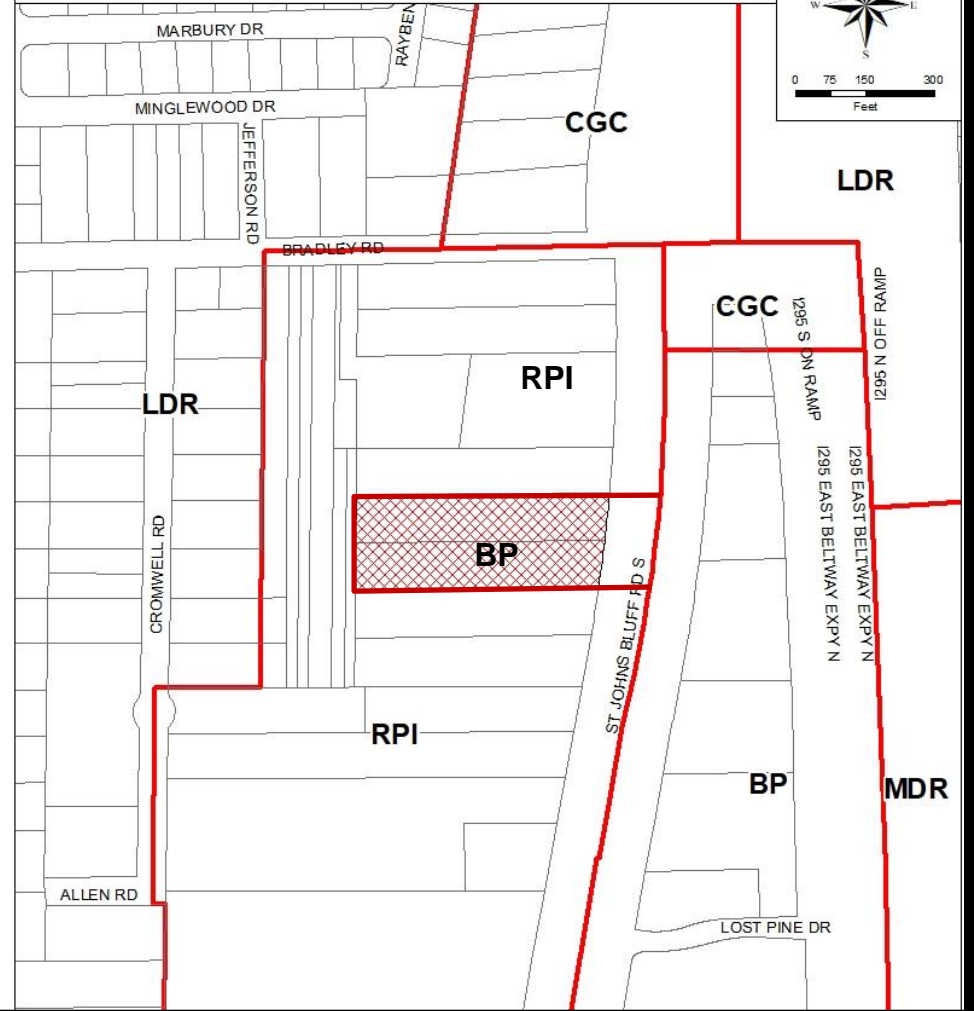 W E
S
0 75 150 300
Feet
MARBURY DR
RAYBEN
MINGLEWOOD DR
JEFFERSON RD
CGC
LDR
BRADLEY RD
CGC
I295 S ON RAMP
I295 N OFF RAMP
RPI
LDR
I295 EAST BELTWAY EXPY N
I295 EAST BELTWAY EXPY N
BP
CROMWELL RD
ST JOHNS BLUFF RD S
RPI
BP
MDR
ALLEN RD
LOST PINE DR